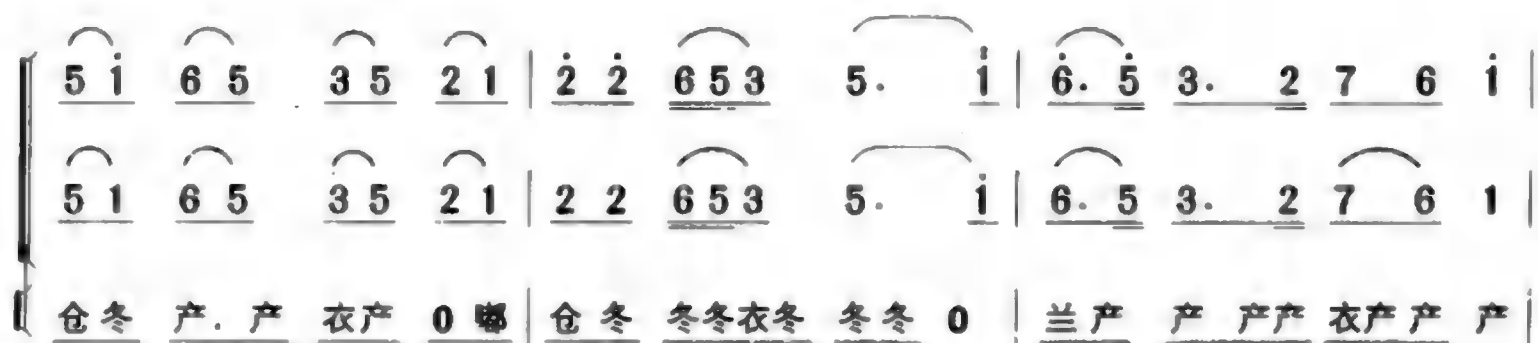 5 i̇ 6 5 3 5 2 1 | 2̇ 2̇ 6 5 3 5. i̇ | 6̇. 5̇ 3. 2 7 6 i̇ |
5 1 6 5 3 5 2 1 | 2 2 6 5 3 5. i̇ | 6. 5 3. 2 7 6 1 |
仓冬 产. 产 衣产 0 嘟 | 仓冬 冬冬衣冬 冬冬 0 | 兰产 产 产产 衣产产 产 |